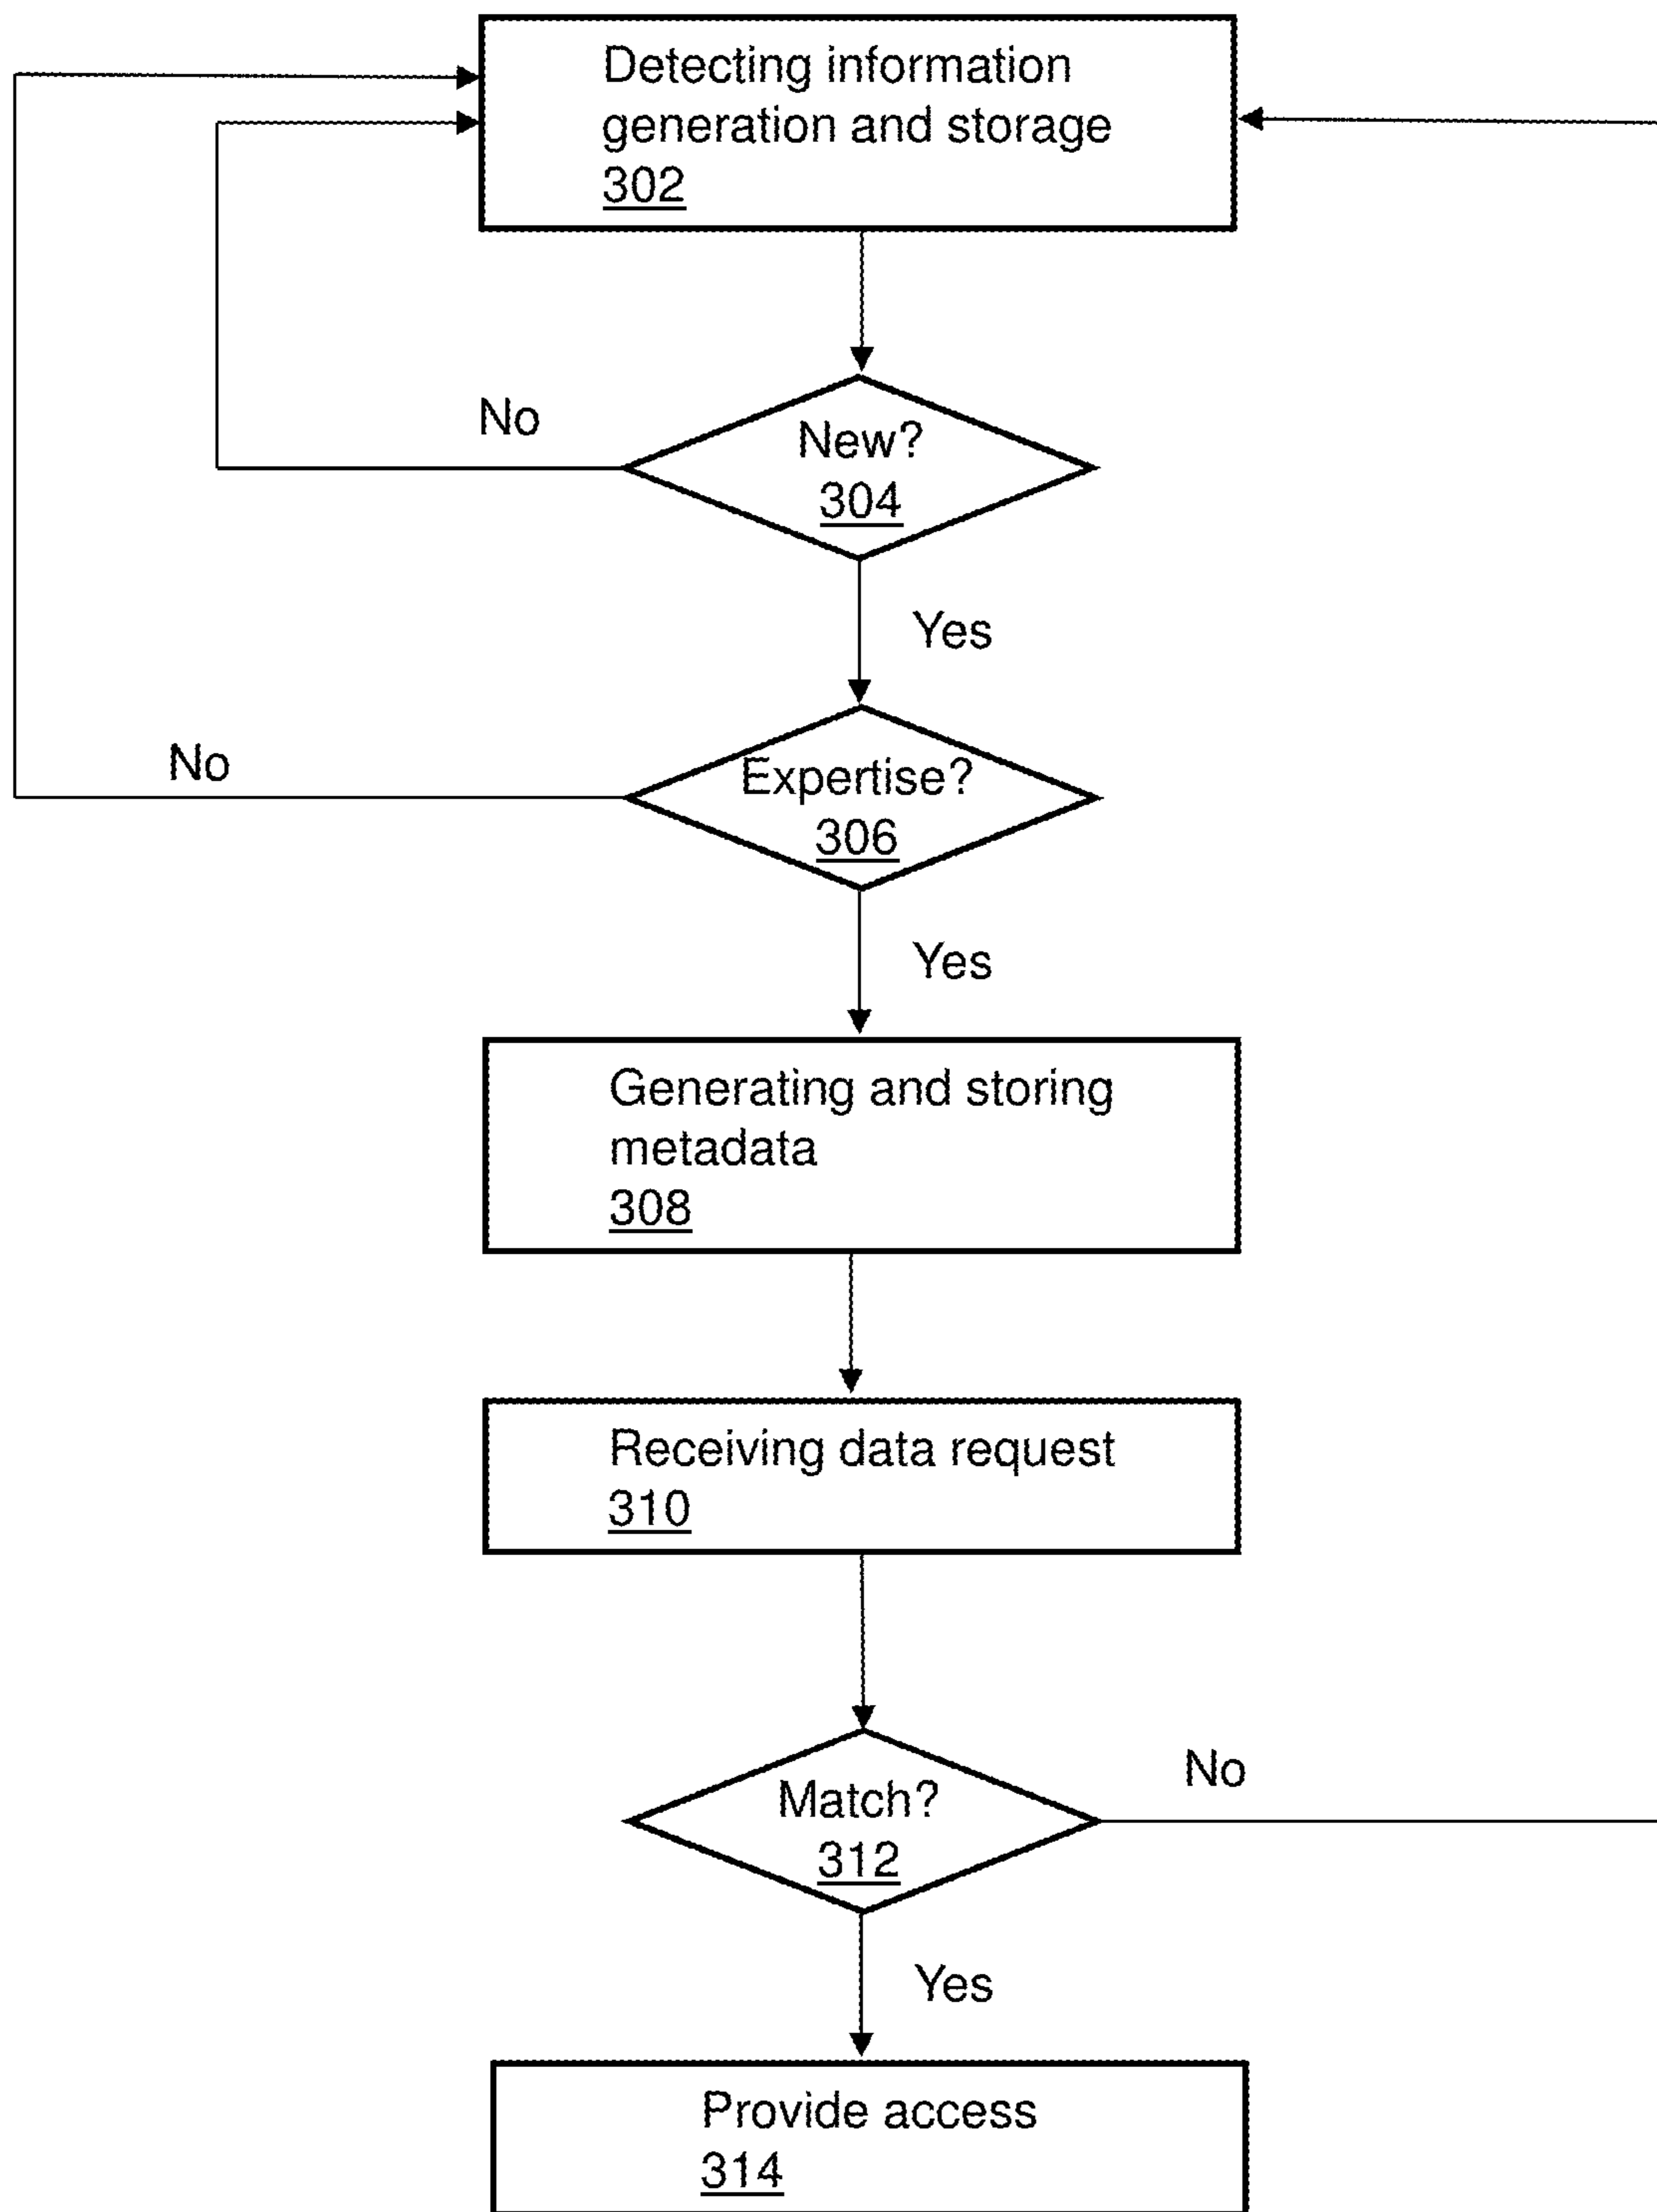 Detecting information
generation and storage
302
No
New?
304
Yes
No
Expertise?
306
Yes
Generating and storing
metadata
308
Receiving data request
310
No
Match?
312
Yes
Provide access
314